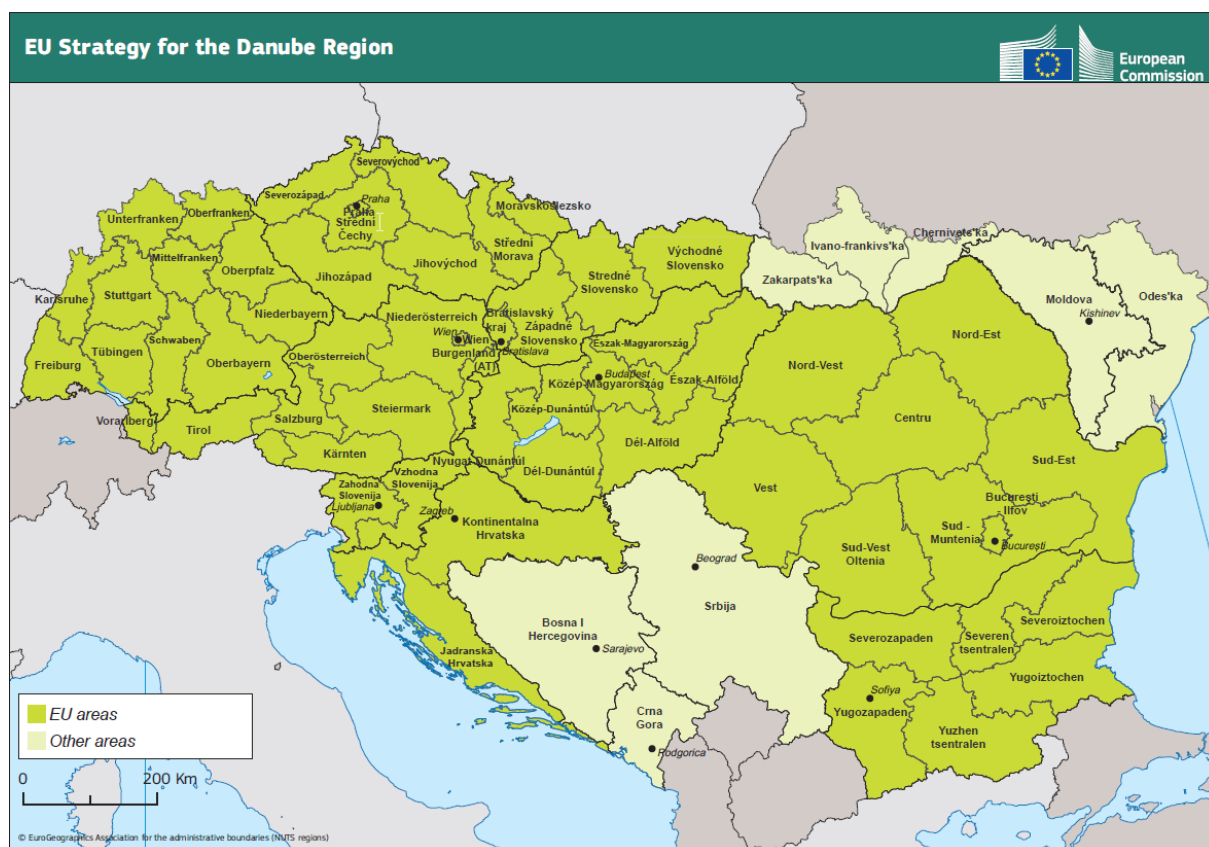 EU Strategy for the Danube Region
European
Commission
Severovýchod
Severozápad
Praha
Praha
Střední
Čechy
Moravskoslezsko
Unterfranken
Oberfranken
Mittelfranken
Oberpfalz
Jihozápad
Jihovýchod
Střední
Morava
Stredné
Slovensko
Východné
Slovensko
Zakarpats'ka
Ivano-frankivs'ka
Chernivets'ka
Moldova
Kishinev
Odes'ka
Karlsruhe
Stuttgart
Niederbayern
Niederösterreich
Wien
Wien
Bratislavský
kraj
Bratislava
Západné
Slovensko
Burgenland
(AT)
Freiburg
Tübingen
Schwaben
Oberbayern
Oberösterreich
Észak-Magyarország
Budapest
Közép-Magyarország
Észak-Alföld
Nord-Vest
Nord-Est
Vorarlberg
Tirol
Salzburg
Steiermark
Kärnten
Közép-Dunántúl
Nyugat-Dunántúl
Dél-Dunántúl
Dél-Alföld
Centru
Sud-Est
Vzhodna
Slovenija
Zahodna
Slovenija
Ljubljana
Zagreb
Kontinentalna
Hrvatska
Vest
Bucureşti
- Ilfov
Sud -
Muntenia
Bucureşti
Sud-Vest
Oltenia
Beograd
Srbija
Bosna I
Hercegovina
Sarajevo
Jadranska
Hrvatska
Crna
Gora
Podgorica
Severozapaden
Severen
tsentralen
Severoiztochen
Sofiya
Yugozapaden
Yugoiztochen
Yuzhen
tsentralen
EU areas
Other areas
0 200 Km
© EuroGeographics Association for the administrative boundaries (NUTS regions)